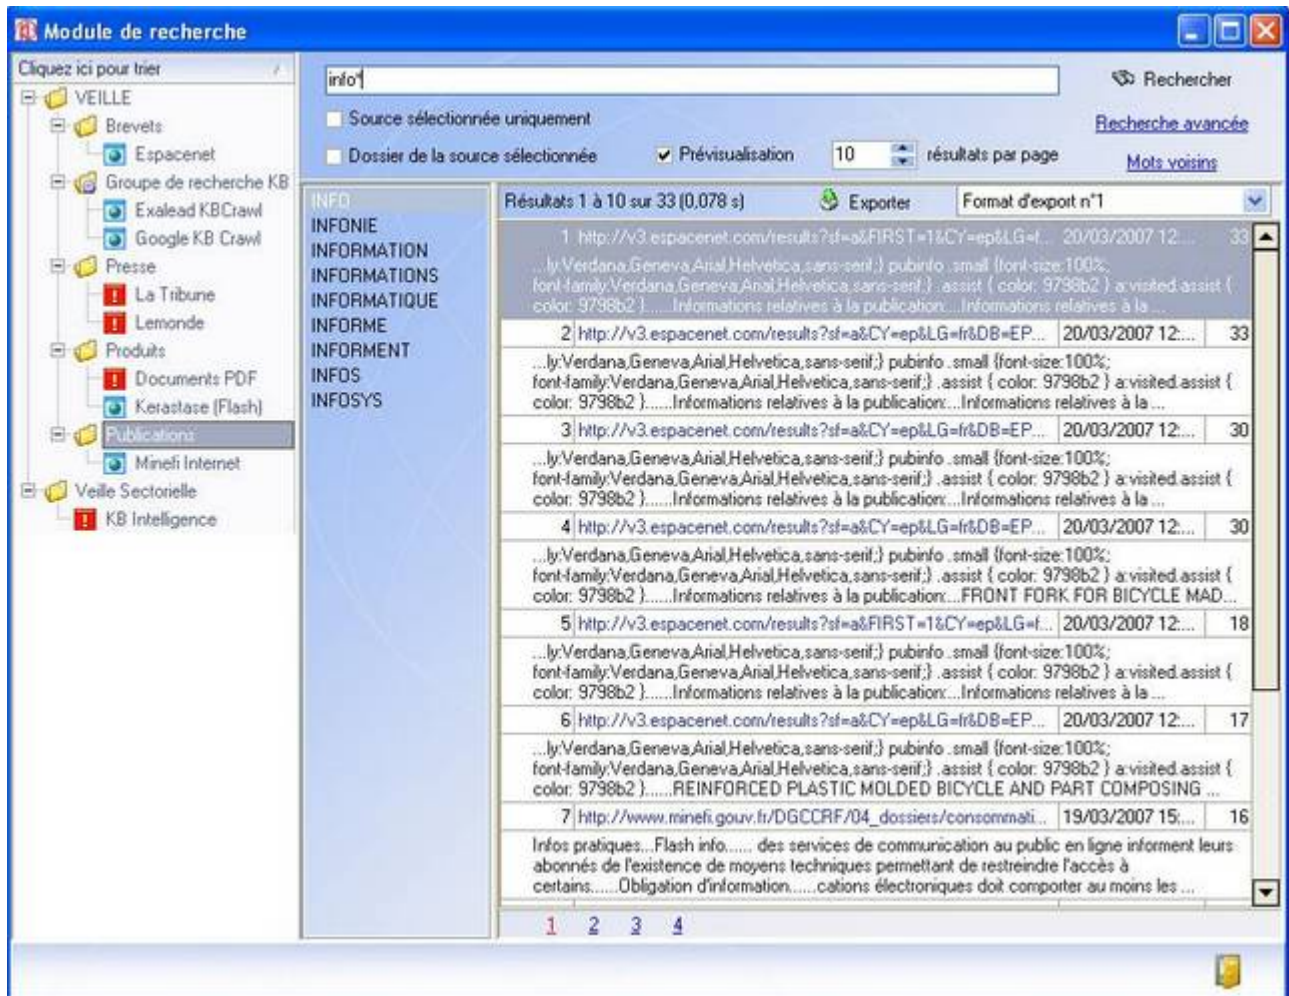 Module de recherche
Cliquez ici pour trier
VEILLE
Brevets
Espacenet
Groupe de recherche KB
Exalead KBCrawl
Google KB Crawl
Presse
La Tribune
Lemonde
Produits
Documents PDF
Kerastase (Flash)
Publications
Minefi Internet
Veille Sectorielle
KB Intelligence
info*
Rechercher
Source sélectionnée uniquement
Recherche avancée
Dossier de la source sélectionnée
Prévisualisation
10
résultats par page
Mots voisins
INFO
INFONIE
INFORMATION
INFORMATIONS
INFORMATIQUE
INFORME
INFORMENT
INFOS
INFOSYS
Résultats 1 à 10 sur 33 (0,078 s)
Exporter
Format d'export n°1
1 http://v3.espacenet.com/results?sf=a&FIRST=1&CY=ep&LG=f... 20/03/2007 12:... 33
...ly:Verdana,Geneva,Arial,Helvetica,sans-serif;} pubinfo .small {font-size:100%;
font-family:Verdana,Geneva,Arial,Helvetica,sans-serif;} .assist { color: 9798b2 } a:visited.assist {
color: 9798b2 }......Informations relatives à la publication:...Informations relatives à la ...
2 http://v3.espacenet.com/results?sf=a&CY=ep&LG=fr&DB=EP... 20/03/2007 12:... 33
...ly:Verdana,Geneva,Arial,Helvetica,sans-serif;} pubinfo .small {font-size:100%;
font-family:Verdana,Geneva,Arial,Helvetica,sans-serif;} .assist { color: 9798b2 } a:visited.assist {
color: 9798b2 }......Informations relatives à la publication:...Informations relatives à la ...
3 http://v3.espacenet.com/results?sf=a&CY=ep&LG=fr&DB=EP... 20/03/2007 12:... 30
...ly:Verdana,Geneva,Arial,Helvetica,sans-serif;} pubinfo .small {font-size:100%;
font-family:Verdana,Geneva,Arial,Helvetica,sans-serif;} .assist { color: 9798b2 } a:visited.assist {
color: 9798b2 }......Informations relatives à la publication:...Informations relatives à la ...
4 http://v3.espacenet.com/results?sf=a&CY=ep&LG=fr&DB=EP... 20/03/2007 12:... 30
...ly:Verdana,Geneva,Arial,Helvetica,sans-serif;} pubinfo .small {font-size:100%;
font-family:Verdana,Geneva,Arial,Helvetica,sans-serif;} .assist { color: 9798b2 } a:visited.assist {
color: 9798b2 }......Informations relatives à la publication:...FRONT FORK FOR BICYCLE MAD...
5 http://v3.espacenet.com/results?sf=a&FIRST=1&CY=ep&LG=f... 20/03/2007 12:... 18
...ly:Verdana,Geneva,Arial,Helvetica,sans-serif;} pubinfo .small {font-size:100%;
font-family:Verdana,Geneva,Arial,Helvetica,sans-serif;} .assist { color: 9798b2 } a:visited.assist {
color: 9798b2 }......Informations relatives à la publication:...Informations relatives à la ...
6 http://v3.espacenet.com/results?sf=a&CY=ep&LG=fr&DB=EP... 20/03/2007 12:... 17
...ly:Verdana,Geneva,Arial,Helvetica,sans-serif;} pubinfo .small {font-size:100%;
font-family:Verdana,Geneva,Arial,Helvetica,sans-serif;} .assist { color: 9798b2 } a:visited.assist {
color: 9798b2 }......REINFORCED PLASTIC MOLDED BICYCLE AND PART COMPOSING ...
7 http://www.minefi.gouv.fr/DGCCRF/04_dossiers/consommati... 19/03/2007 15:... 16
Infos pratiques...Flash info...... des services de communication au public en ligne informent leurs
abonnés de l'existence de moyens techniques permettant de restreindre l'accès à
certains......Obligation d'information......cations électroniques doit comporter au moins les ...
1 2 3 4